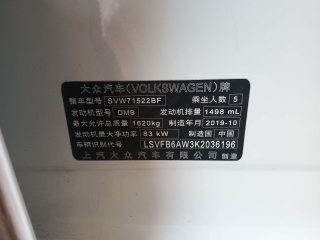 大众汽车(VOLKSWAGEN)牌
整车型号 SVW71522BF 乘坐人数 5
发动机型号 DMB 发动机排量 1498 mL
最大允许总质量 1620kg 制造年月 2019-10
发动机最大净功率 83 kW 制造国 中国
车辆识别代号 LSVFB6AW3K2036196
上汽大众汽车有限公司 制造